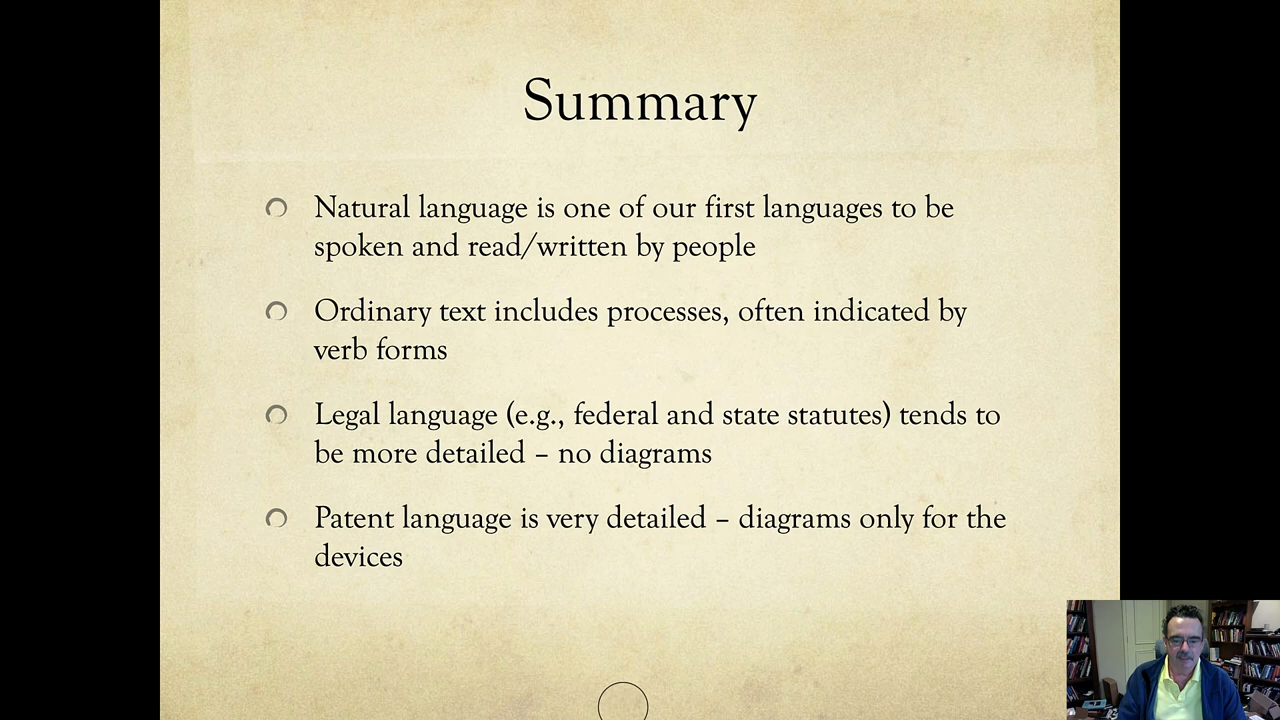 Summary
Natural language is one of our first languages to be
spoken and read/written by people
Ordinary text includes processes, often indicated by
verb forms
Legal language (e.g., federal and state statutes) tends to
be more detailed – no diagrams
Patent language is very detailed – diagrams only for the
devices